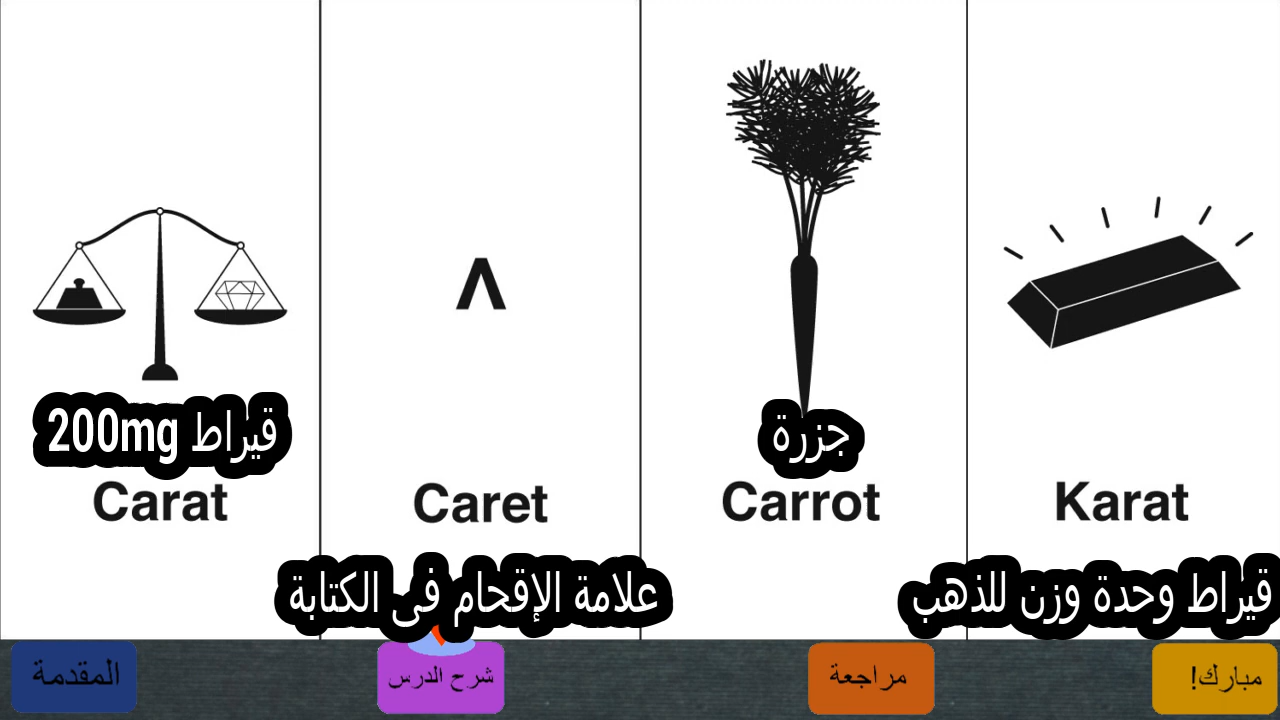 قيراط 200mg
Carat
Caret
علامة الإقحام فى الكتابة
جزرة
Carrot
Karat
قيراط وحدة وزن للذهب
المقدمة
شرح الدرس
مراجعة
مبارك!